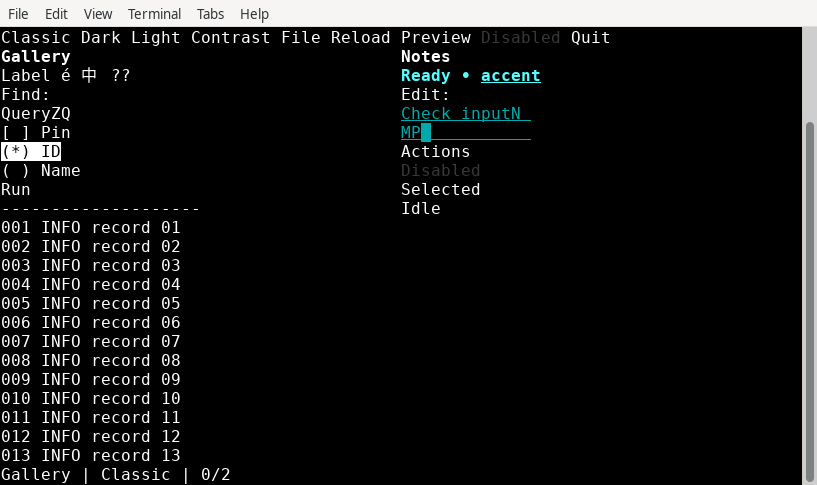 File Edit View Terminal Tabs Help
Classic Dark Light Contrast File Reload Preview Disabled Quit
Gallery
Label é 中 ??
Find:
QueryZQ
[ ] Pin
(*) ID
( ) Name
Run
--------------------
001 INFO record 01
002 INFO record 02
003 INFO record 03
004 INFO record 04
005 INFO record 05
006 INFO record 06
007 INFO record 07
008 INFO record 08
009 INFO record 09
010 INFO record 10
011 INFO record 11
012 INFO record 12
013 INFO record 13
Notes
Ready • accent
Edit:
Check inputN
MP
Actions
Disabled
Selected
Idle
Gallery | Classic | 0/2